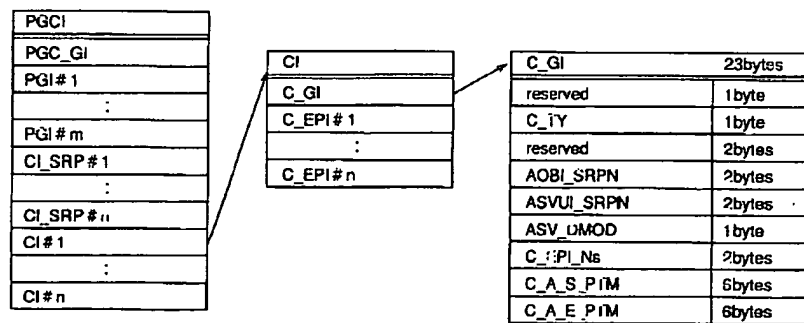 PGCI
PGC_GI
PGI#1
:
PGI#m
CI_SRP#1
:
CI_SRP#n
CI#1
:
CI#n
CI
C_GI
C_EPI#1
:
C_EPI#n
C_GI 23bytes
reserved 1byte
C_TY 1byte
reserved 2bytes
AOBI_SRPN 2bytes
ASVUI_SRPN 2bytes
ASV_DMOD 1byte
C_EPI_Ns 2bytes
C_A_S_PTM 6bytes
C_A_E_PTM 6bytes